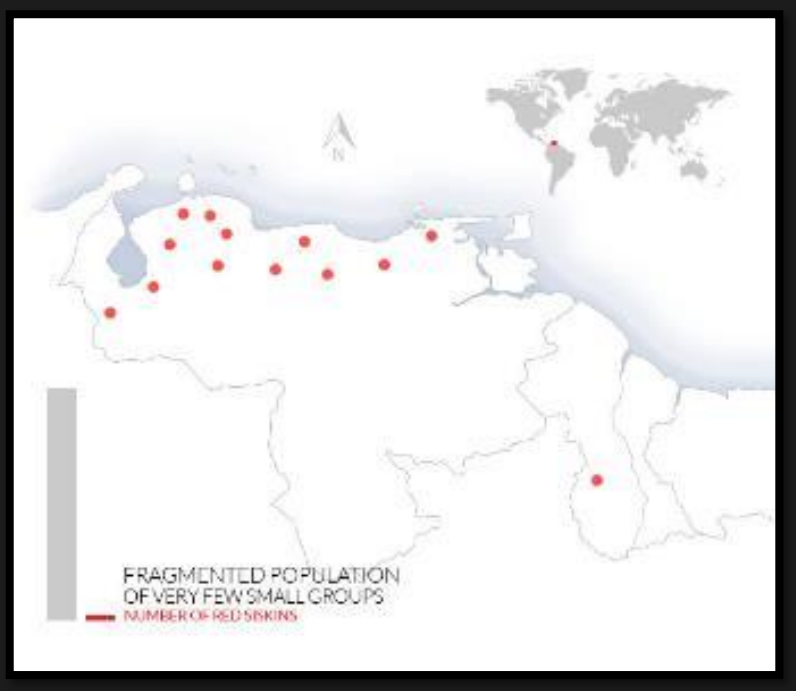 N
FRAGMENTED POPULATION
OF VERY FEW SMALL GROUPS
NUMBER OF RED SISKINS